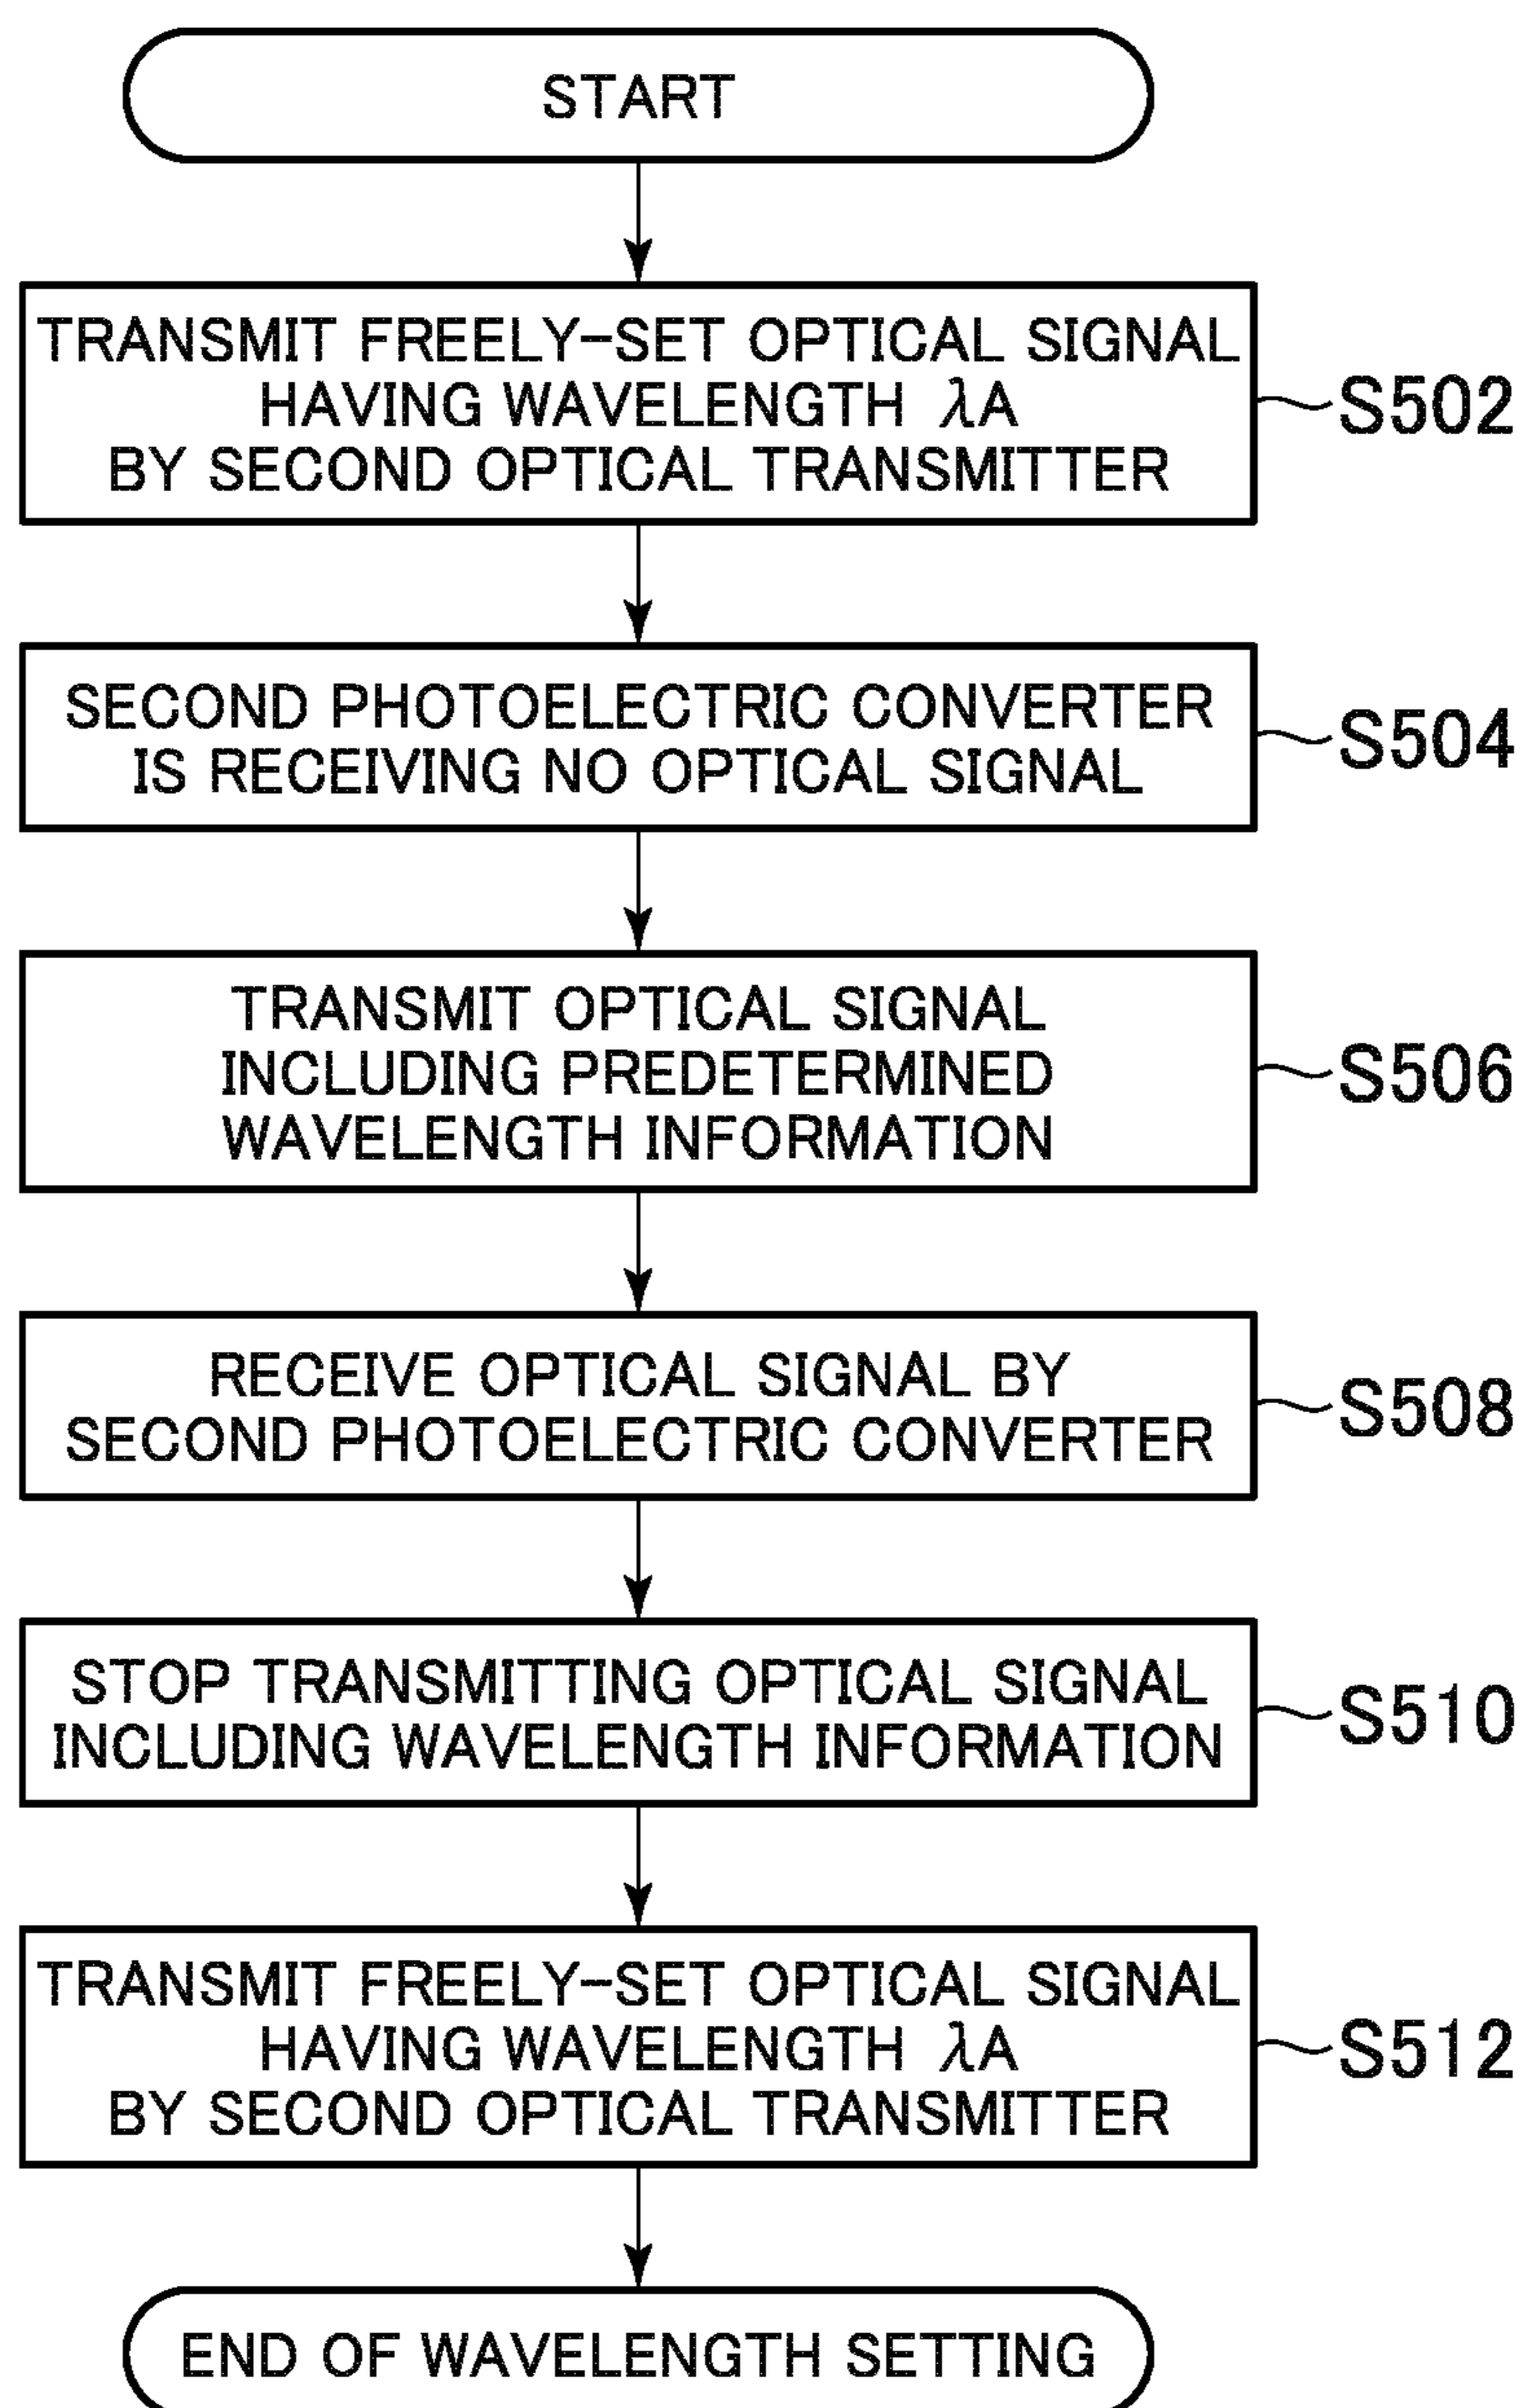 START
TRANSMIT FREELY-SET OPTICAL SIGNAL
HAVING WAVELENGTH λA
BY SECOND OPTICAL TRANSMITTER
S502
SECOND PHOTOELECTRIC CONVERTER
IS RECEIVING NO OPTICAL SIGNAL
S504
TRANSMIT OPTICAL SIGNAL
INCLUDING PREDETERMINED
WAVELENGTH INFORMATION
S506
RECEIVE OPTICAL SIGNAL BY
SECOND PHOTOELECTRIC CONVERTER
S508
STOP TRANSMITTING OPTICAL SIGNAL
INCLUDING WAVELENGTH INFORMATION
S510
TRANSMIT FREELY-SET OPTICAL SIGNAL
HAVING WAVELENGTH λA
BY SECOND OPTICAL TRANSMITTER
S512
END OF WAVELENGTH SETTING